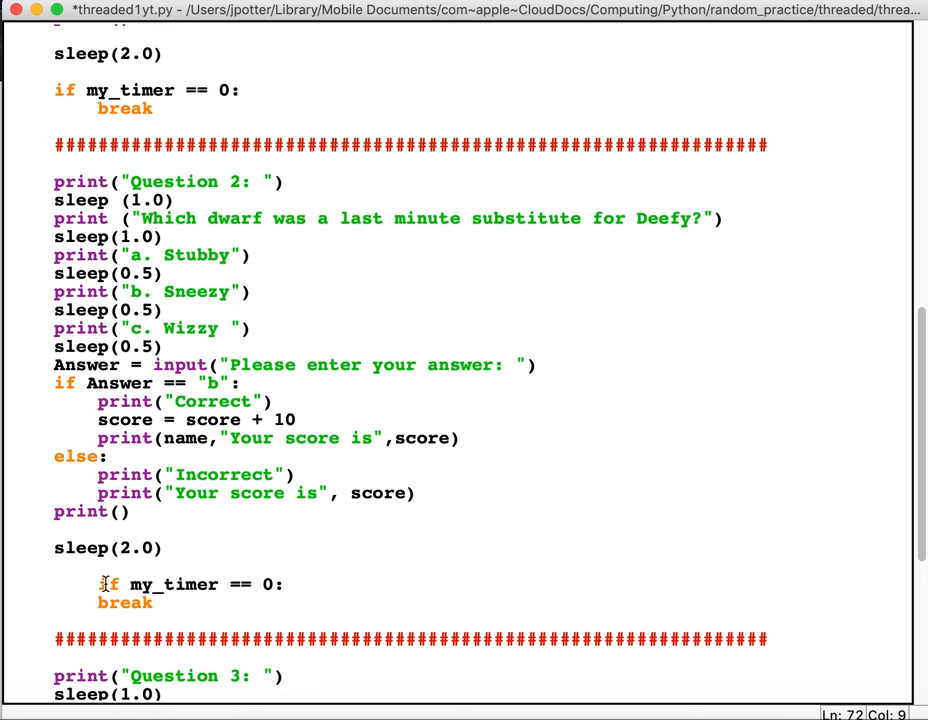 *threaded1yt.py - /Users/jpotter/Library/Mobile Documents/com~apple~CloudDocs/Computing/Python/random_practice/threaded/threa...
sleep(2.0)
if my_timer == 0:
break
#################################################################
print("Question 2: ")
sleep (1.0)
print ("Which dwarf was a last minute substitute for Deefy?")
sleep(1.0)
print("a. Stubby")
sleep(0.5)
print("b. Sneezy")
sleep(0.5)
print("c. Wizzy ")
sleep(0.5)
Answer = input("Please enter your answer: ")
if Answer == "b":
print("Correct")
score = score + 10
print(name,"Your score is",score)
else:
print("Incorrect")
print("Your score is", score)
print()
sleep(2.0)
if my_timer == 0:
break
#################################################################
print("Question 3: ")
sleep(1.0)
Ln: 72 Col: 9